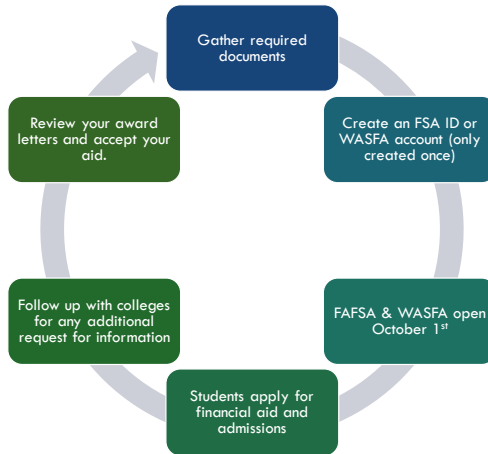 Gather required
documents
Create an FSA ID or
WASFA account (only
created once)
FAFSA & WASFA open
October 1st
Students apply for
financial aid and
admissions
Follow up with colleges
for any additional
request for information
Review your award
letters and accept your
aid.